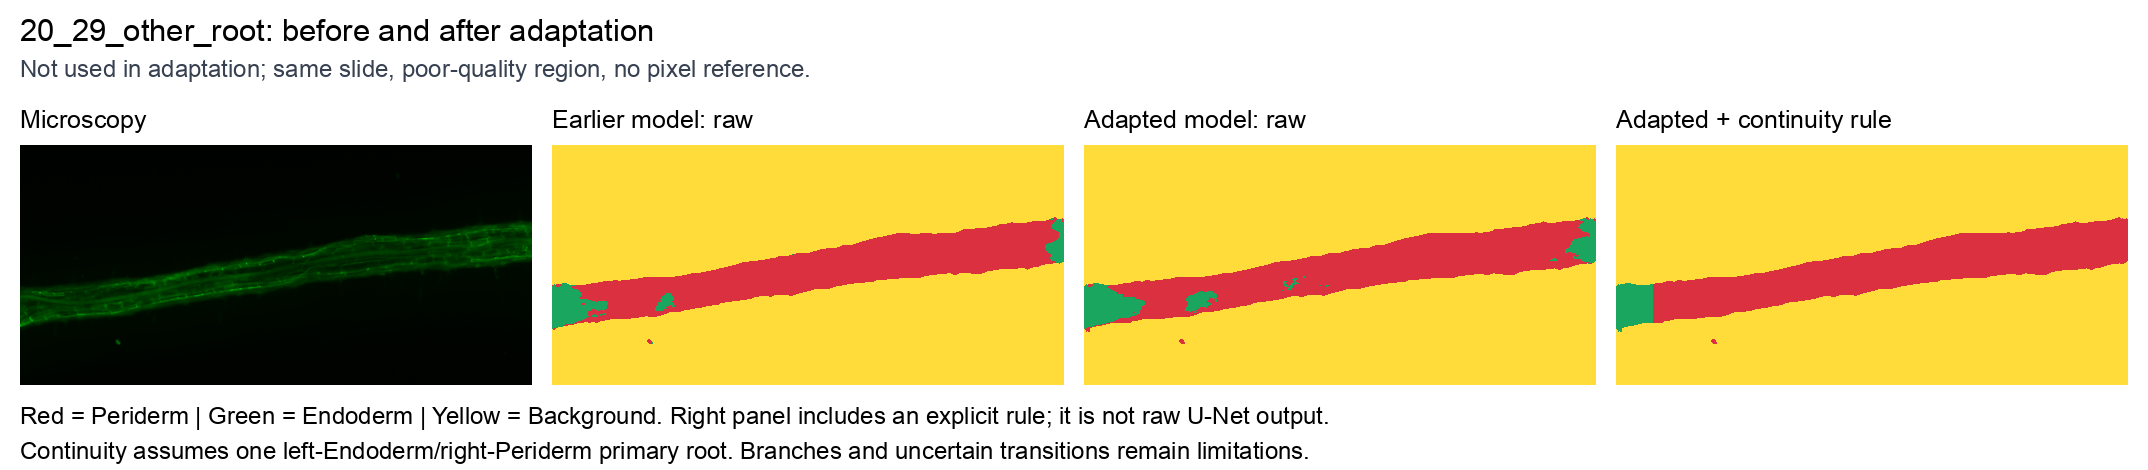 20_29_other_root: before and after adaptation
Not used in adaptation; same slide, poor-quality region, no pixel reference.
Microscopy
Earlier model: raw
Adapted model: raw
Adapted + continuity rule
Red = Periderm | Green = Endoderm | Yellow = Background. Right panel includes an explicit rule; it is not raw U-Net output.
Continuity assumes one left-Endoderm/right-Periderm primary root. Branches and uncertain transitions remain limitations.